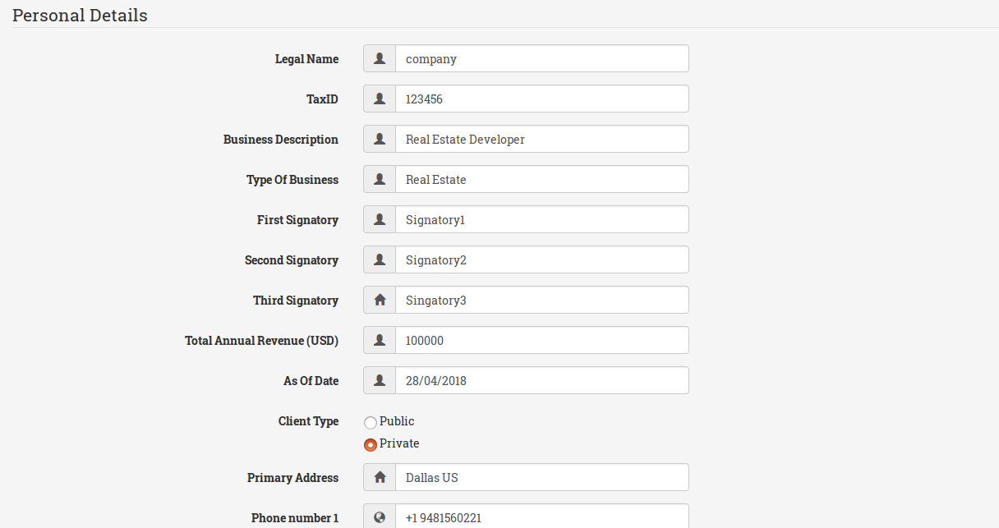 Personal Details
Legal Name company
TaxID 123456
Business Description Real Estate Developer
Type Of Business Real Estate
First Signatory Signatory1
Second Signatory Signatory2
Third Signatory Singatory3
Total Annual Revenue (USD) 100000
As Of Date 28/04/2018
Client Type Public
Private
Primary Address Dallas US
Phone number 1 +1 9481560221